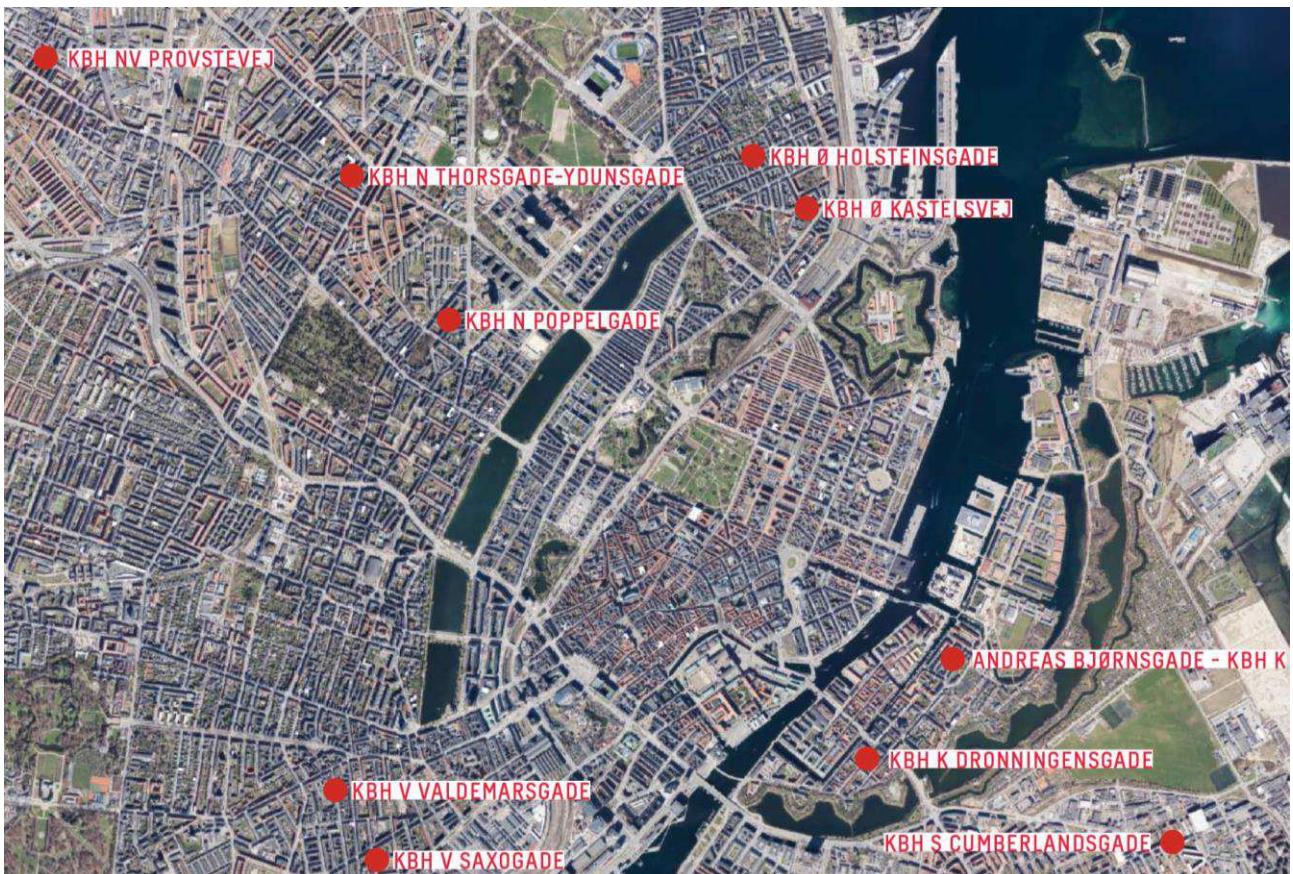 KBH NV PROVSTEVEJ
KBH Ø HOLSTEINSGADE
KBH N THORSGADE-YDUNSGADE
KBH Ø KASTELSVEJ
KBH N POPPELGADE
ANDREAS BJØRNSGADE - KBH K
KBH K DRONNINGENSGADE
KBH V VALDEMARSGADE
KBH S CUMBERLANDSGADE
KBH V SAXOGADE